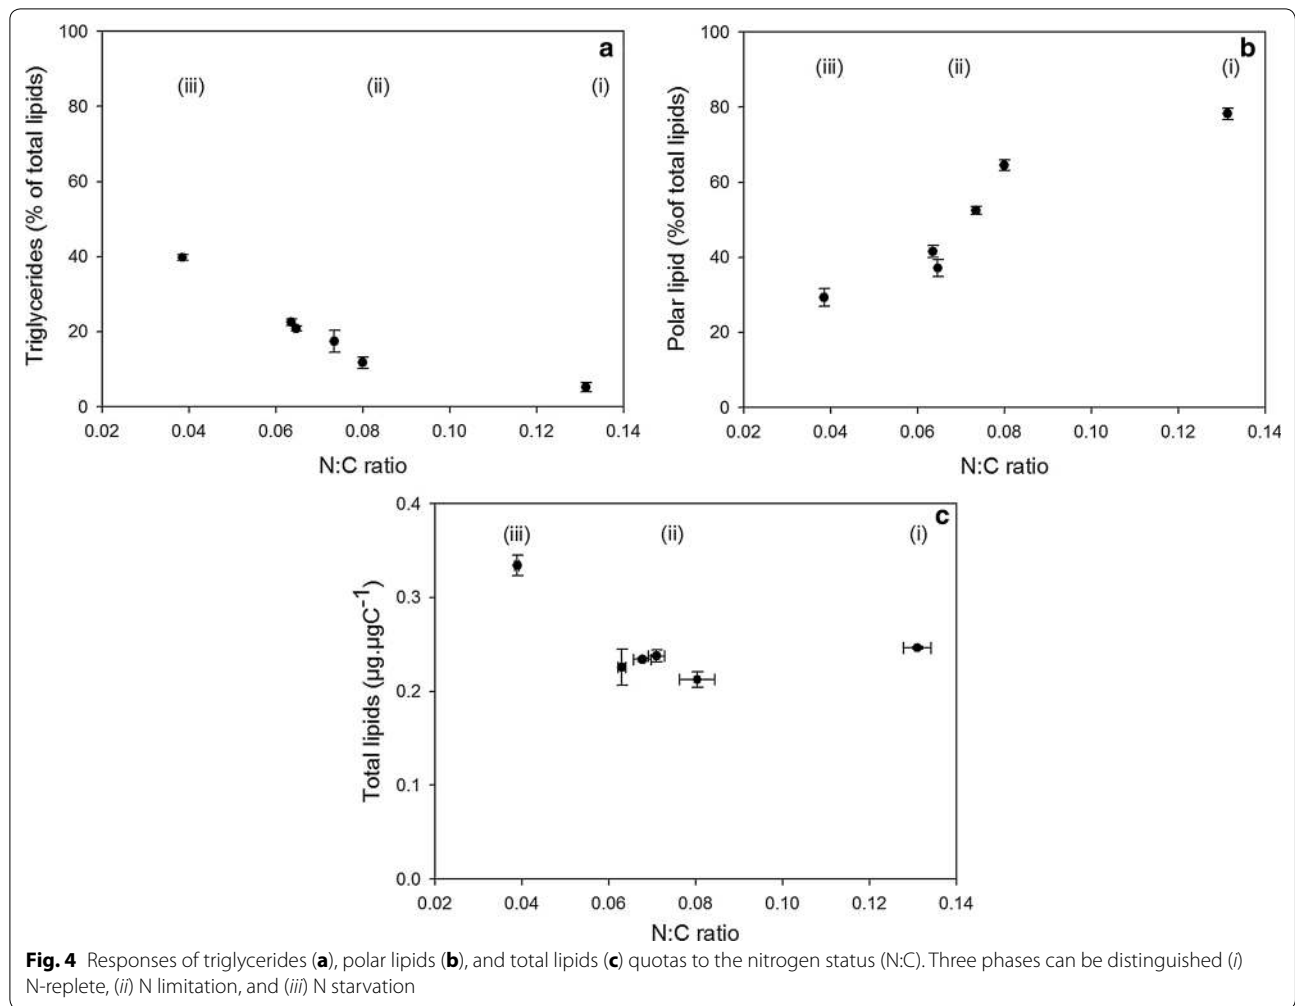 a
(iii) (ii) (i)
Triglycerides (% of total lipids)
100
80
60
40
20
0
0.02 0.04 0.06 0.08 0.10 0.12 0.14
N:C ratio
b
(iii) (ii) (i)
Polar lipid (%of total lipids)
100
80
60
40
20
0
0.02 0.04 0.06 0.08 0.10 0.12 0.14
N:C ratio
c
(iii) (ii) (i)
Total lipids (µg.µgC⁻¹)
0.4
0.3
0.2
0.1
0.0
0.02 0.04 0.06 0.08 0.10 0.12 0.14
N:C ratio
Fig. 4 Responses of triglycerides (a), polar lipids (b), and total lipids (c) quotas to the nitrogen status (N:C). Three phases can be distinguished (i)
N-replete, (ii) N limitation, and (iii) N starvation